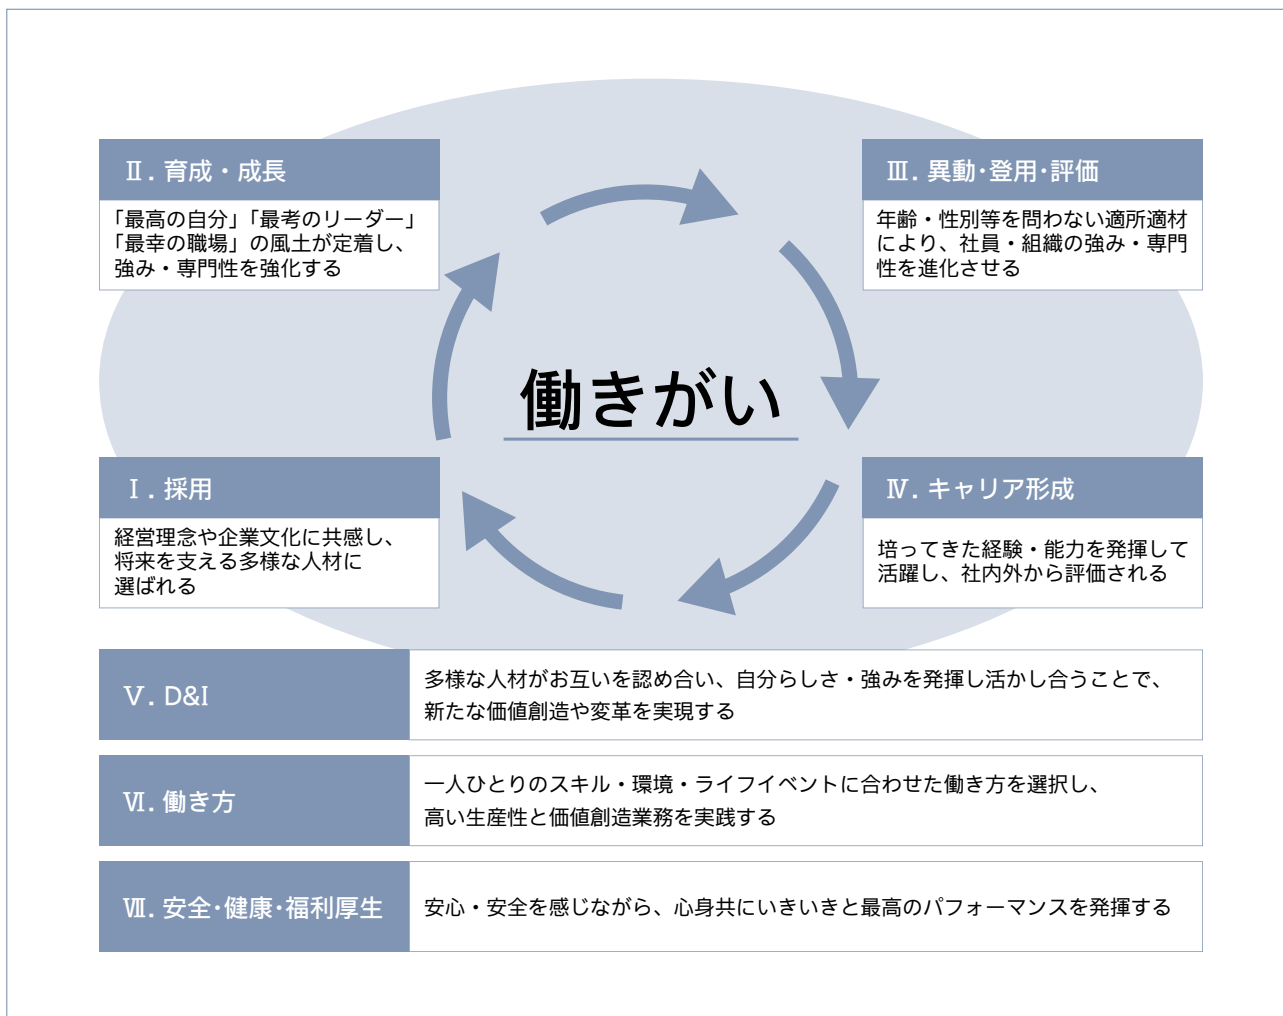 Ⅱ. 育成・成長
「最高の自分」「最考のリーダー」
「最幸の職場」の風土が定着し、
強み・専門性を強化する
Ⅲ. 異動・登用・評価
年齢・性別等を問わない適所適材
により、社員・組織の強み・専門
性を進化させる
働きがい
Ⅰ. 採用
経営理念や企業文化に共感し、
将来を支える多様な人材に
選ばれる
Ⅳ. キャリア形成
培ってきた経験・能力を発揮して
活躍し、社内外から評価される
Ⅴ. D&I
多様な人材がお互いを認め合い、自分らしさ・強みを発揮し活かし合うことで、
新たな価値創造や変革を実現する
Ⅵ. 働き方
一人ひとりのスキル・環境・ライフイベントに合わせた働き方を選択し、
高い生産性と価値創造業務を実践する
Ⅶ. 安全・健康・福利厚生
安心・安全を感じながら、心身共にいきいきと最高のパフォーマンスを発揮する